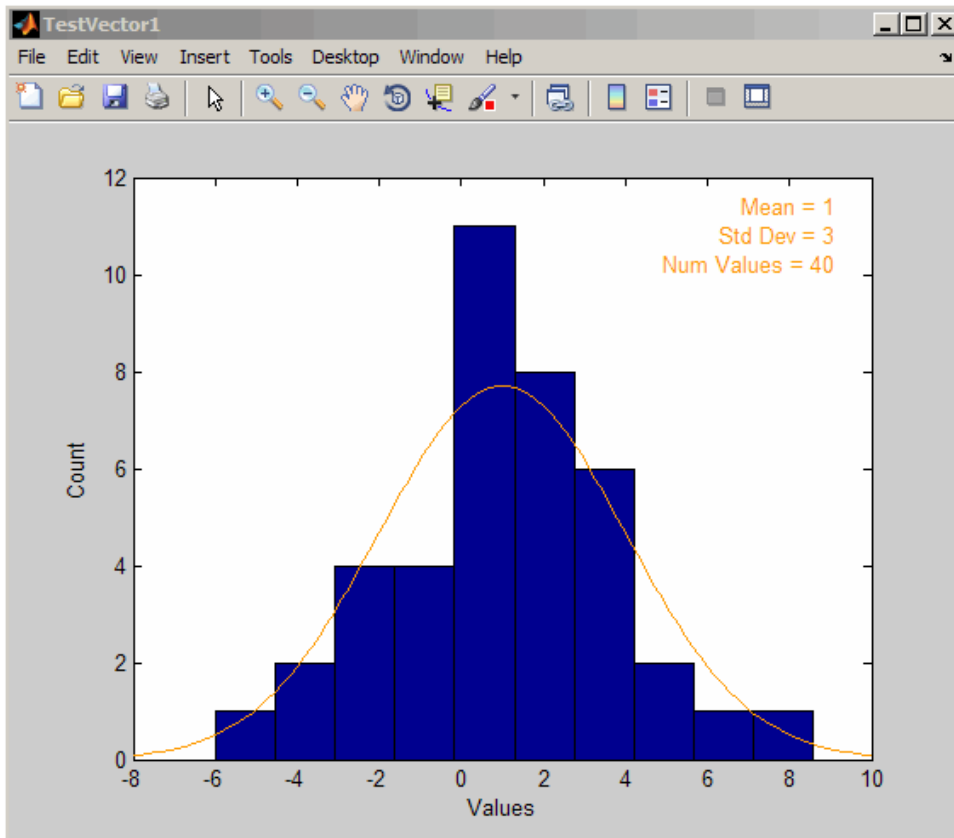 TestVector1
File Edit View Insert Tools Desktop Window Help
12
Mean = 1
Std Dev = 3
Num Values = 40
10
8
6
4
2
0
Count
-8 -6 -4 -2 0 2 4 6 8 10
Values